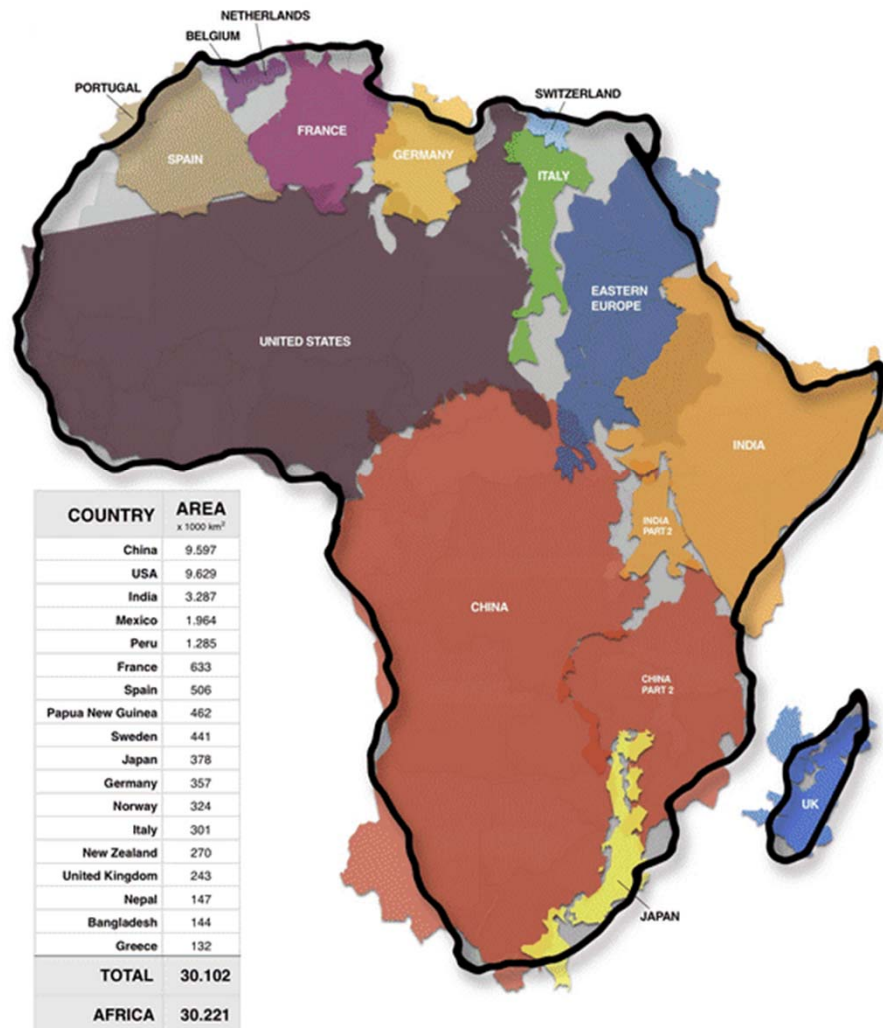 NETHERLANDS
BELGIUM
PORTUGAL
SWITZERLAND
SPAIN
FRANCE
GERMANY
ITALY
EASTERN
EUROPE
UNITED STATES
INDIA
INDIA
PART 2
CHINA
CHINA
PART 2
UK
JAPAN
COUNTRY AREA
x 1000 km²
China 9.597
USA 9.629
India 3.287
Mexico 1.964
Peru 1.285
France 633
Spain 506
Papua New Guinea 462
Sweden 441
Japan 378
Germany 357
Norway 324
Italy 301
New Zealand 270
United Kingdom 243
Nepal 147
Bangladesh 144
Greece 132
TOTAL 30.102
AFRICA 30.221